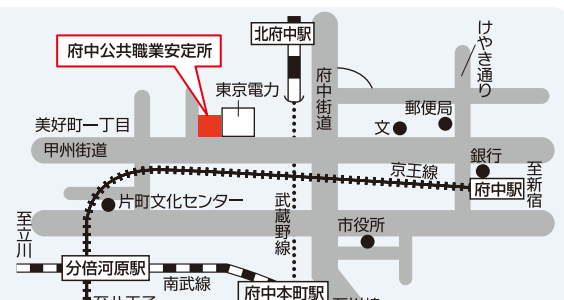 北府中駅
けやき通り
府中公共職業安定所
府中街道
東京電力
郵便局
文
美好町一丁目
甲州街道
銀行
京王線
府中駅
至新宿
片町文化センター
武蔵野線
至立川
市役所
分倍河原駅
南武線
府中本町駅